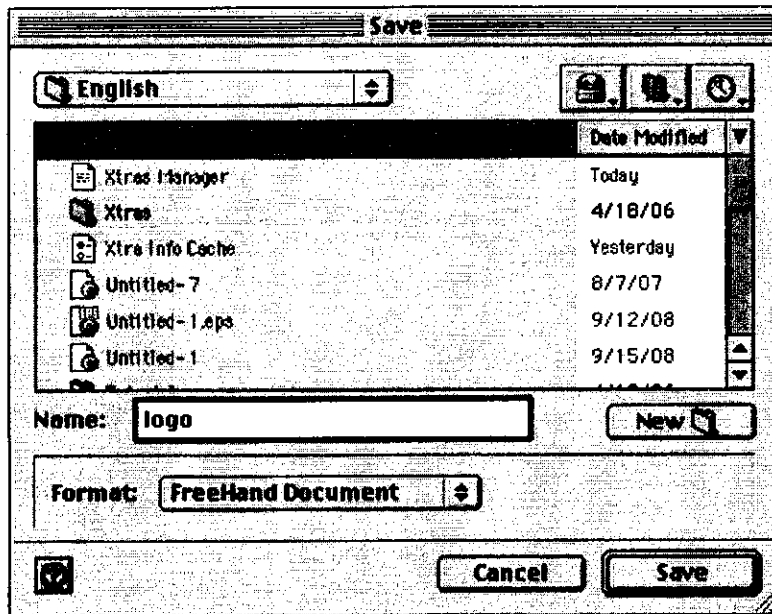 Save
English
Date Modified
Xtras Manager Today
Xtras 4/18/06
Xtra Info Cache Yesterday
Untitled-7 8/7/07
Untitled-1.eps 9/12/08
Untitled-1 9/15/08
Name: logo New
Format: FreeHand Document
Cancel Save